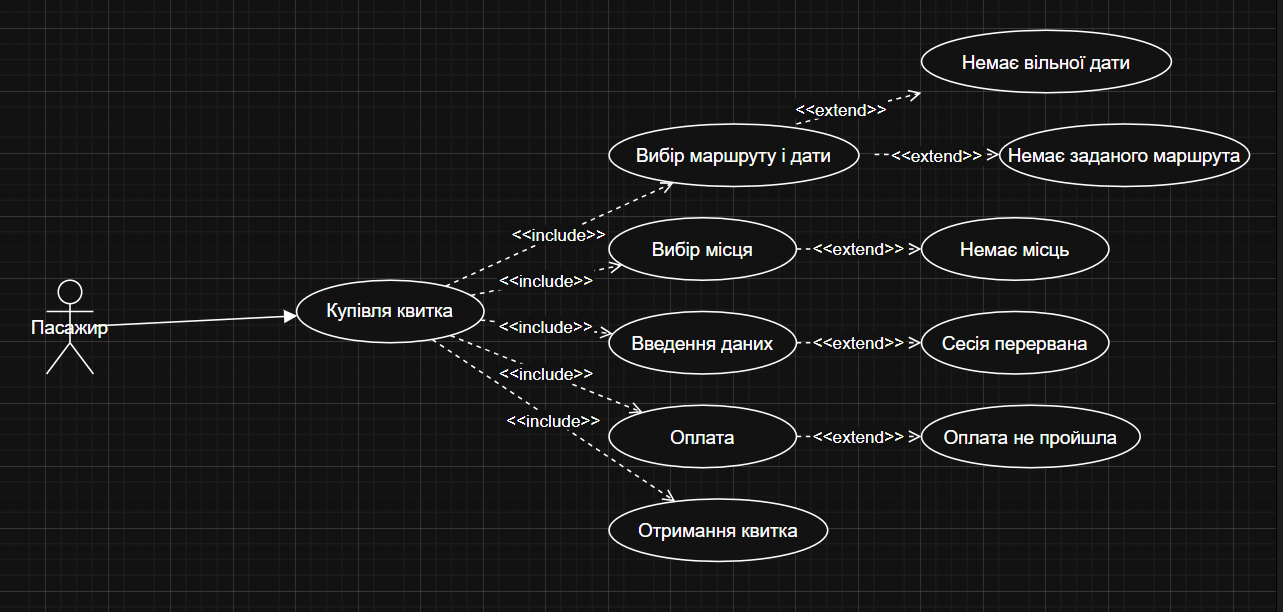 Немає вільної дати
<<extend>>
Вибір маршруту і дати
<<extend>>
Немає заданого маршрута
<<include>>
Вибір місця
<<extend>>
Немає місць
<<include>>
Купівля квитка
Пасажир
<<include>>
Введення даних
<<extend>>
Сесія перервана
<<include>>
<<include>>
Оплата
<<extend>>
Оплата не пройшла
Отримання квитка